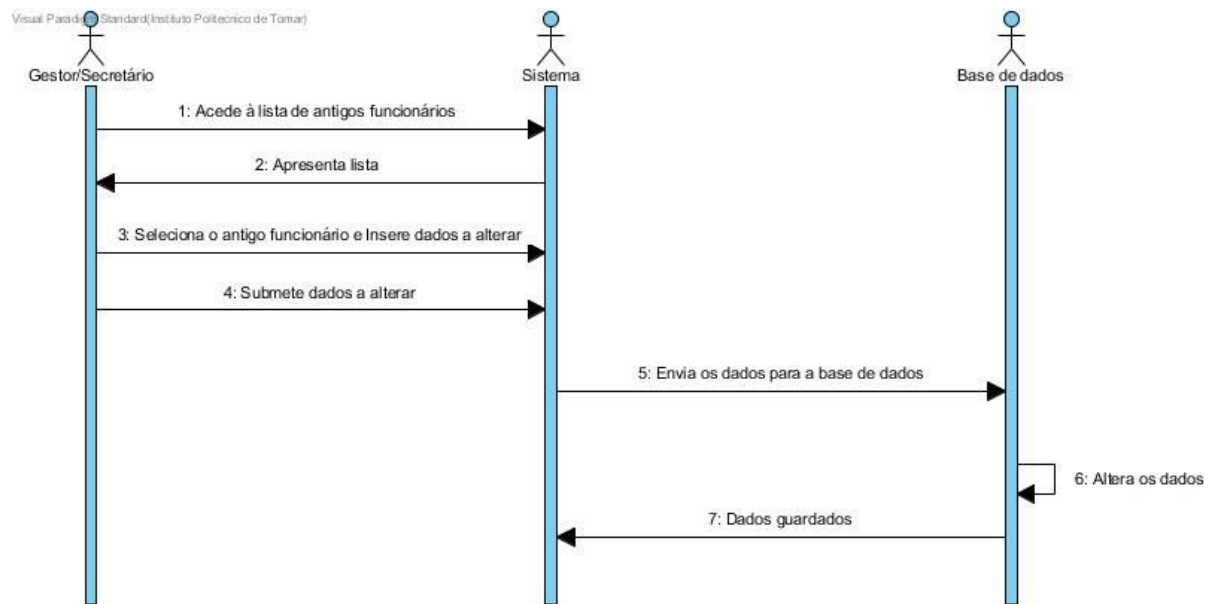 Visual Paradigm Standard(Instituto Politecnico de Tomar)
Gestor/Secretário
Sistema
Base de dados
1: Acede à lista de antigos funcionários
2: Apresenta lista
3: Seleciona o antigo funcionário e Insere dados a alterar
4: Submete dados a alterar
5: Envia os dados para a base de dados
6: Altera os dados
7: Dados guardados